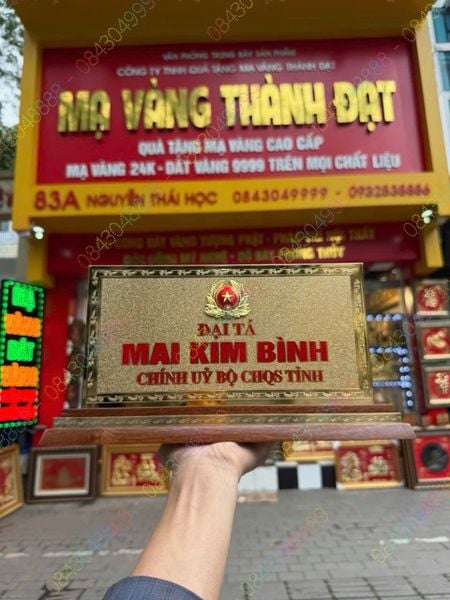 VĂN PHÒNG TRƯNG BÀY SẢN PHẨM
CÔNG TY TNHH QUÀ TẶNG MẠ VÀNG THÀNH ĐẠT
MẠ VÀNG THÀNH ĐẠT
QUÀ TẶNG MẠ VÀNG CAO CẤP
MẠ VÀNG 24K - DÁT VÀNG 9999 TRÊN MỌI CHẤT LIỆU
83A NGUYỄN THÁI HỌC 0843049999 - 0932838886
ĐẠI TÁ
MAI KIM BÌNH
CHÍNH UỶ BỘ CHQS TỈNH